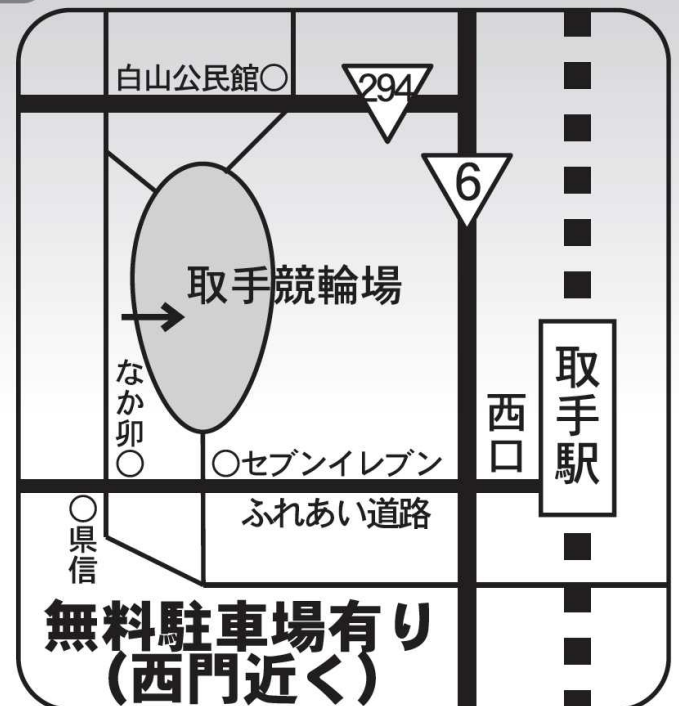 白山公民館○
294
6
取手競輪場
なか卯○
西口
取手駅
○セブンイレブン
ふれあい道路
○県信
無料駐車場有り
(西門近く)